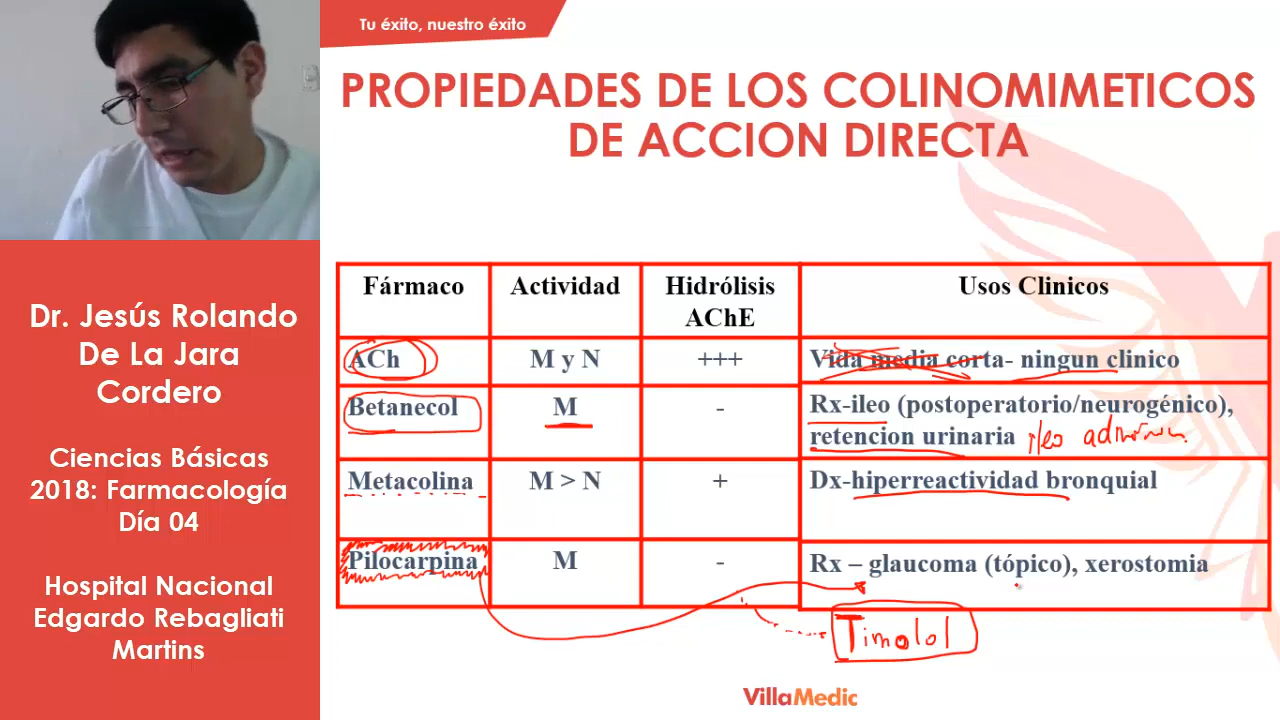 Tu éxito, nuestro éxito
PROPIEDADES DE LOS COLINOMIMETICOS
DE ACCION DIRECTA
Dr. Jesús Rolando
De La Jara
Cordero
Ciencias Básicas
2018: Farmacología
Día 04
Hospital Nacional
Edgardo Rebagliati
Martins
Fármaco Actividad Hidrólisis AChE Usos Clinicos
ACh M y N +++ Vida media corta- ningun clinico
Betanecol M - Rx-ileo (postoperatorio/neurogénico),
retencion urinaria ileo
Metacolina M > N + Dx-hiperreactividad bronquial
Pilocarpina M - Rx – glaucoma (tópico), xerostomia
Timolol
VillaMedic